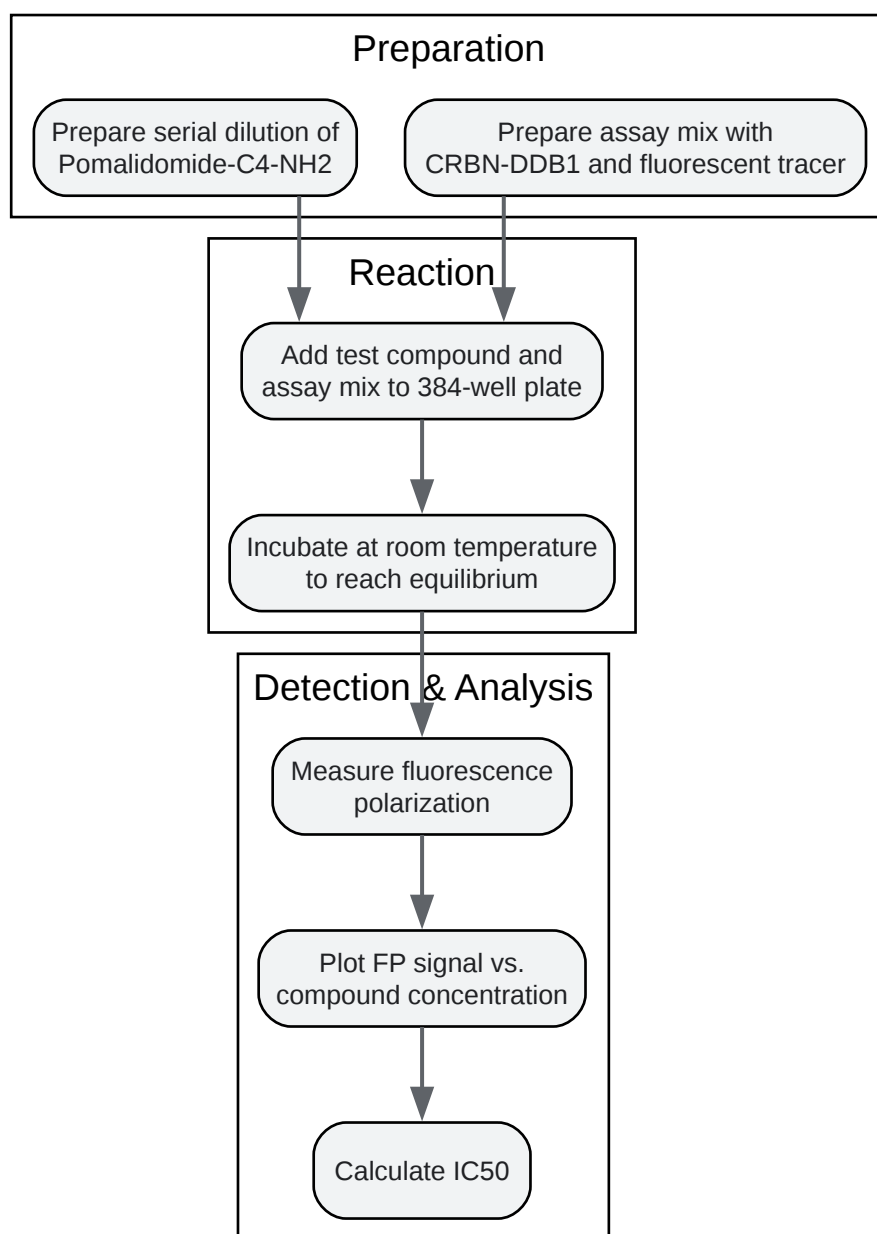 Preparation
Prepare serial dilution of
Pomalidomide-C4-NH2
Prepare assay mix with
CRBN-DDB1 and fluorescent tracer
Reaction
Add test compound and
assay mix to 384-well plate
Incubate at room temperature
to reach equilibrium
Detection & Analysis
Measure fluorescence
polarization
Plot FP signal vs.
compound concentration
Calculate IC50